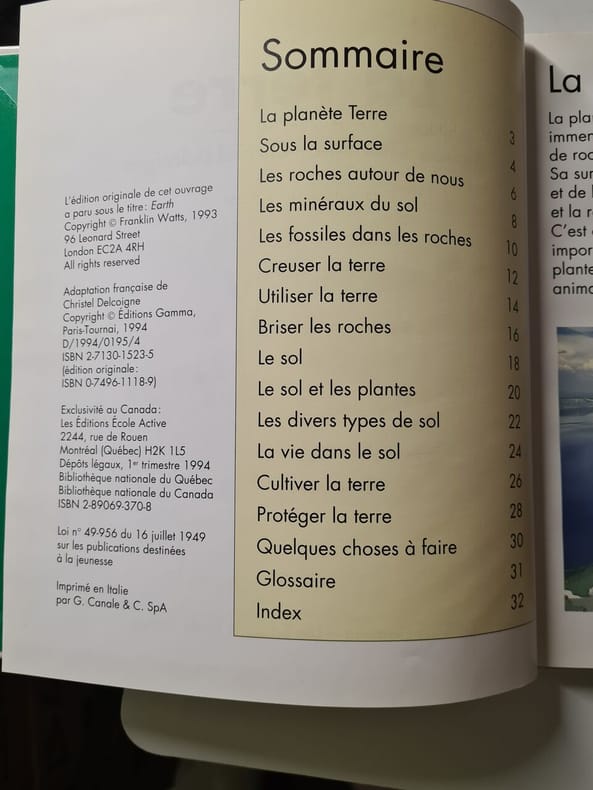 L'édition originale de cet ouvrage
a paru sous le titre : Earth
Copyright © Franklin Watts, 1993
96 Leonard Street
London EC2A 4RH
All rights reserved
Adaptation française de
Christel Delcoigne
Copyright © Éditions Gamma,
Paris-Tournai, 1994
D/1994/0195/4
ISBN 2-7130-1523-5
(édition originale :
ISBN 0-7496-1118-9)
Exclusivité au Canada :
Les Éditions École Active
2244, rue de Rouen
Montréal (Québec) H2K 1L5
Dépôts légaux, 1er trimestre 1994
Bibliothèque nationale du Québec
Bibliothèque nationale du Canada
ISBN 2-89069-370-8
Loi n° 49-956 du 16 juillet 1949
sur les publications destinées
à la jeunesse
Imprimé en Italie
par G. Canale & C. SpA
Sommaire
La planète Terre 3
Sous la surface 4
Les roches autour de nous 6
Les minéraux du sol 8
Les fossiles dans les roches 10
Creuser la terre 12
Utiliser la terre 14
Briser les roches 16
Le sol 18
Le sol et les plantes 20
Les divers types de sol 22
La vie dans le sol 24
Cultiver la terre 26
Protéger la terre 28
Quelques choses à faire 30
Glossaire 31
Index 32
La
La pla
immer
de roc
Sa sur
et de
et la
C'est
impor
plante
anima